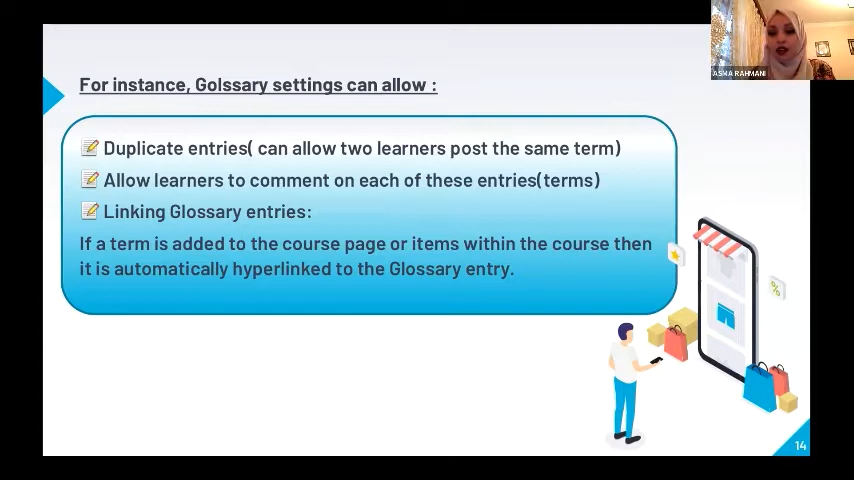 ASMA RAHMANI
For instance, Golssary settings can allow :
Duplicate entries( can allow two learners post the same term)
Allow learners to comment on each of these entries(terms)
Linking Glossary entries:
If a term is added to the course page or items within the course then
it is automatically hyperlinked to the Glossary entry.
%
14